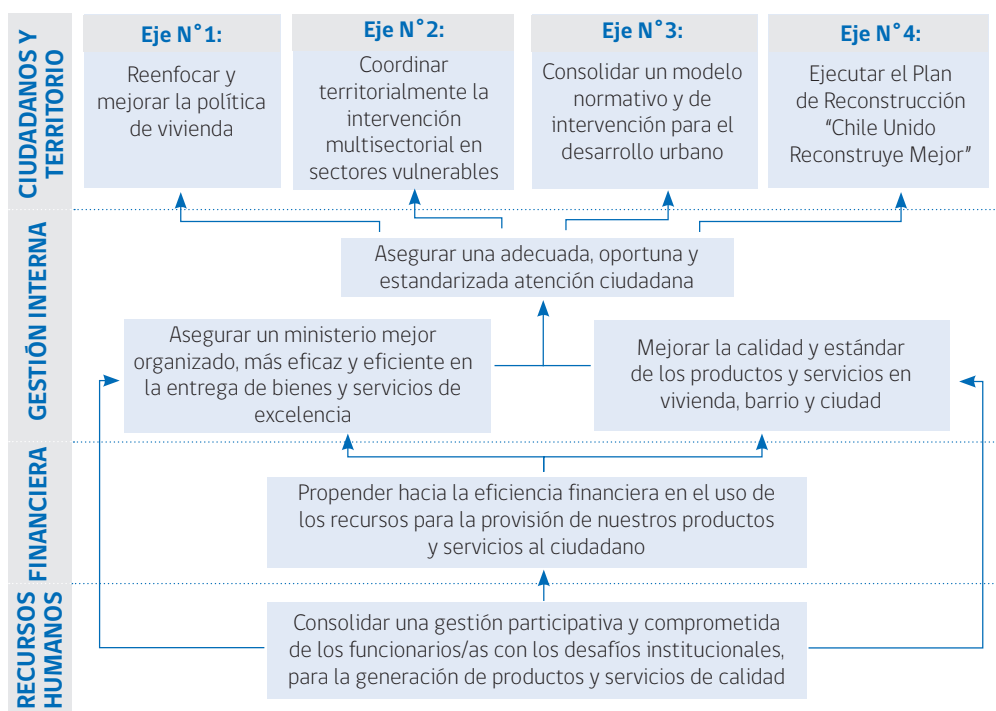 CIUDADANOS Y
TERRITORIO
Eje N°1:
Reenfocar y
mejorar la política
de vivienda
Eje N°2:
Coordinar
territorialmente la
intervención
multisectorial en
sectores vulnerables
Eje N°3:
Consolidar un modelo
normativo y de
intervención para el
desarrollo urbano
Eje N°4:
Ejecutar el Plan
de Reconstrucción
"Chile Unido
Reconstruye Mejor"
GESTIÓN INTERNA
Asegurar una adecuada, oportuna y
estandarizada atención ciudadana
Asegurar un ministerio mejor
organizado, más eficaz y eficiente en
la entrega de bienes y servicios de
excelencia
Mejorar la calidad y estándar
de los productos y servicios en
vivienda, barrio y ciudad
FINANCIERA
Propender hacia la eficiencia financiera en el uso de
los recursos para la provisión de nuestros productos
y servicios al ciudadano
RECURSOS
HUMANOS
Consolidar una gestión participativa y comprometida
de los funcionarios/as con los desafíos institucionales,
para la generación de productos y servicios de calidad